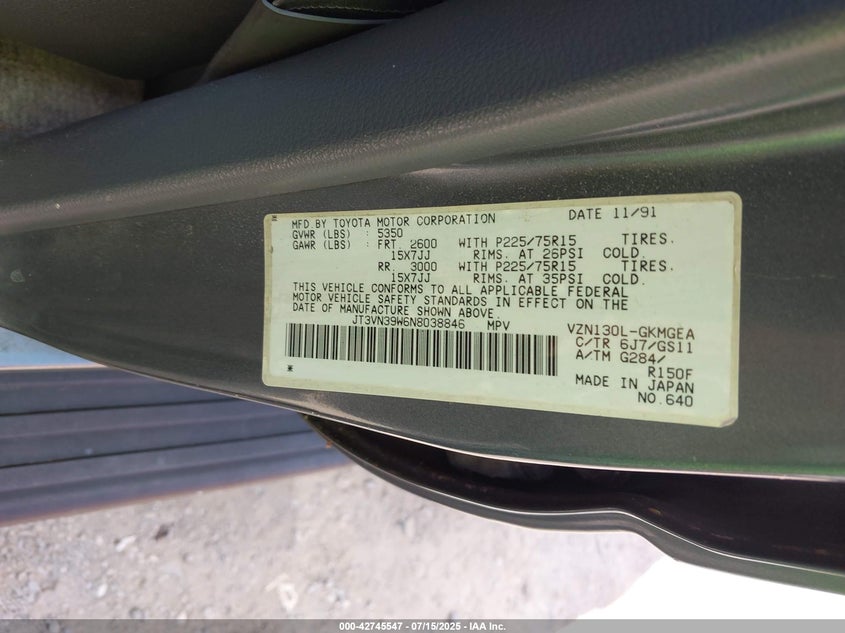 MFD BY TOYOTA MOTOR CORPORATION DATE 11/91
GVWR (LBS) : 5350
GAWR (LBS) : FRT 2600 WITH P225/75R15 TIRES.
15X7JJ RIMS. AT 26PSI COLD.
RR. 3000 WITH P225/75R15 TIRES.
15X7JJ RIMS. AT 35PSI COLD.
THIS VEHICLE CONFORMS TO ALL APPLICABLE FEDERAL
MOTOR VEHICLE SAFETY STANDARDS IN EFFECT ON THE
DATE OF MANUFACTURE SHOWN ABOVE.
JT3VN39W6N8038846 MPV VZN130L-GKMGEA
C/TR 6J7/GS11
A/TM G284/
R150F
MADE IN JAPAN
NO.640
000-42745547 - 07/15/2025 - © IAA Inc.